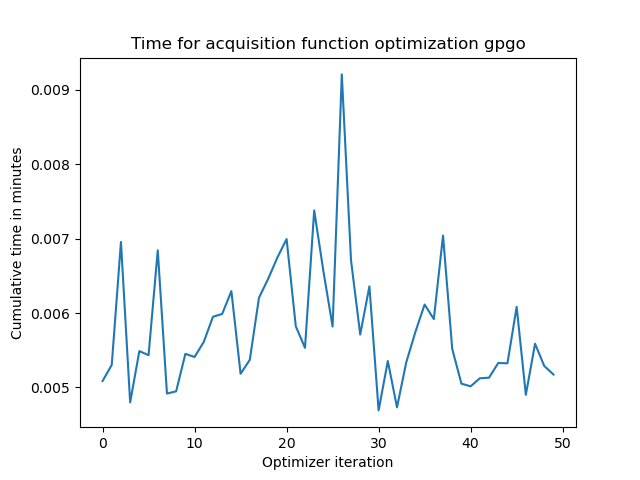 Time for acquisition function optimization gpgo
Cumulative time in minutes
0.009
0.008
0.007
0.006
0.005
0 10 20 30 40 50
Optimizer iteration